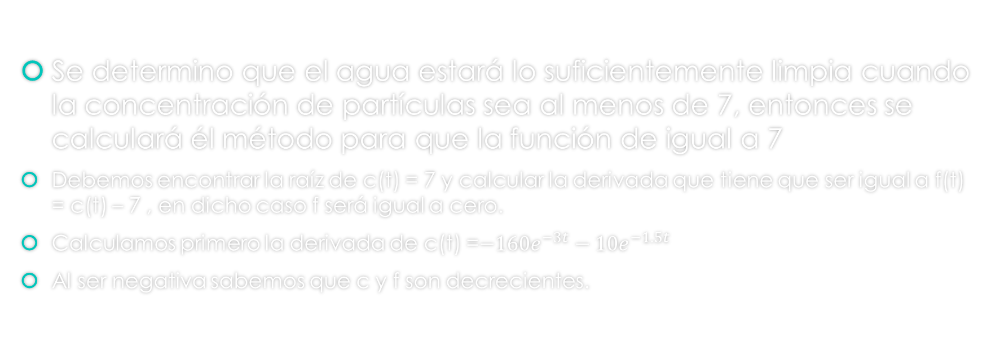 Se determino que el agua estará lo suficientemente limpia cuando
la concentración de partículas sea al menos de 7, entonces se
calculará él método para que la función de igual a 7
Debemos encontrar la raíz de c(t) = 7 y calcular la derivada que tiene que ser igual a f(t)
= c(t) – 7 , en dicho caso f será igual a cero.
Calculamos primero la derivada de c(t) =−160e^{−3t} − 10e^{−1.5t}
Al ser negativa sabemos que c y f son decrecientes.